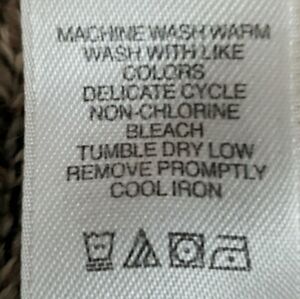 MACHINE WASH WARM
WASH WITH LIKE
COLORS
DELICATE CYCLE
NON-CHLORINE
BLEACH
TUMBLE DRY LOW
REMOVE PROMPTLY
COOL IRON